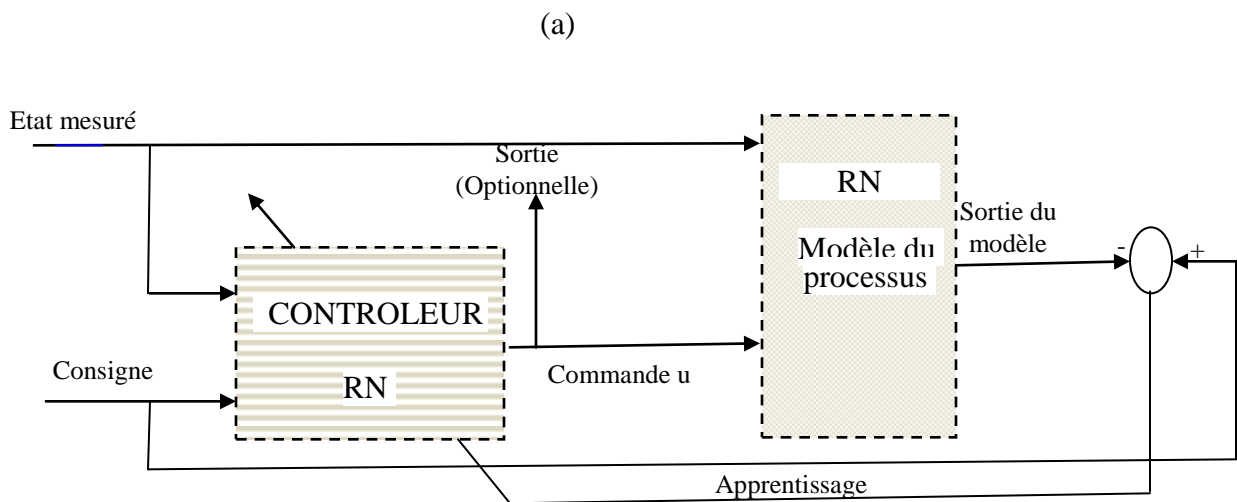 (a)
Etat mesuré
Sortie
(Optionnelle)
RN
Sortie du
modèle
Modèle du
processus
-
+
CONTROLEUR
RN
Consigne
Commande u
Apprentissage